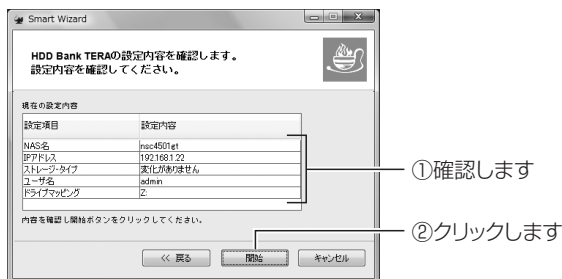 Smart Wizard
HDD Bank TERAの設定内容を確認します。
設定内容を確認してください。
現在の設定内容
設定項目 設定内容
NAS名 nsc4501gt
IPアドレス 192.168.1.22
ストレージ・タイプ 変化がありません
ユーザ名 admin
ドライブマッピング Z:
①確認します
内容を確認し開始ボタンをクリックしてください。
②クリックします
<< 戻る 開始 キャンセル